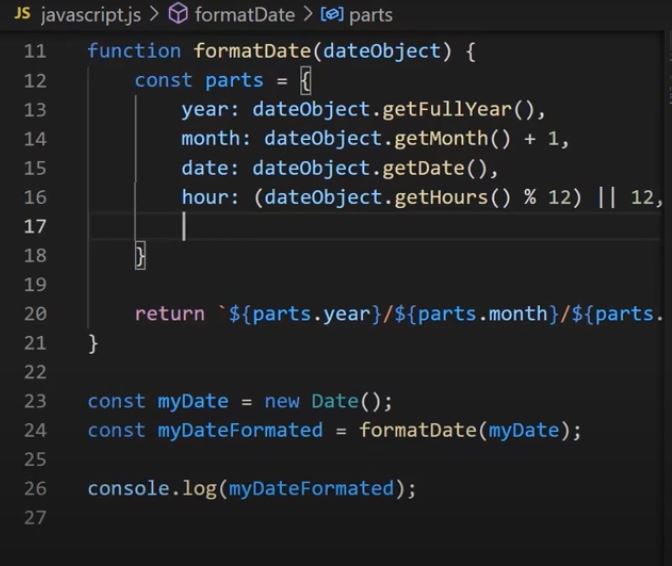 JS javascript.js > formatDate > parts
11 function formatDate(dateObject) {
12 const parts = {
13 year: dateObject.getFullYear(),
14 month: dateObject.getMonth() + 1,
15 date: dateObject.getDate(),
16 hour: (dateObject.getHours() % 12) || 12,
17
18 }
19
20 return `${parts.year}/${parts.month}/${parts.
21 }
22
23 const myDate = new Date();
24 const myDateFormated = formatDate(myDate);
25
26 console.log(myDateFormated);
27